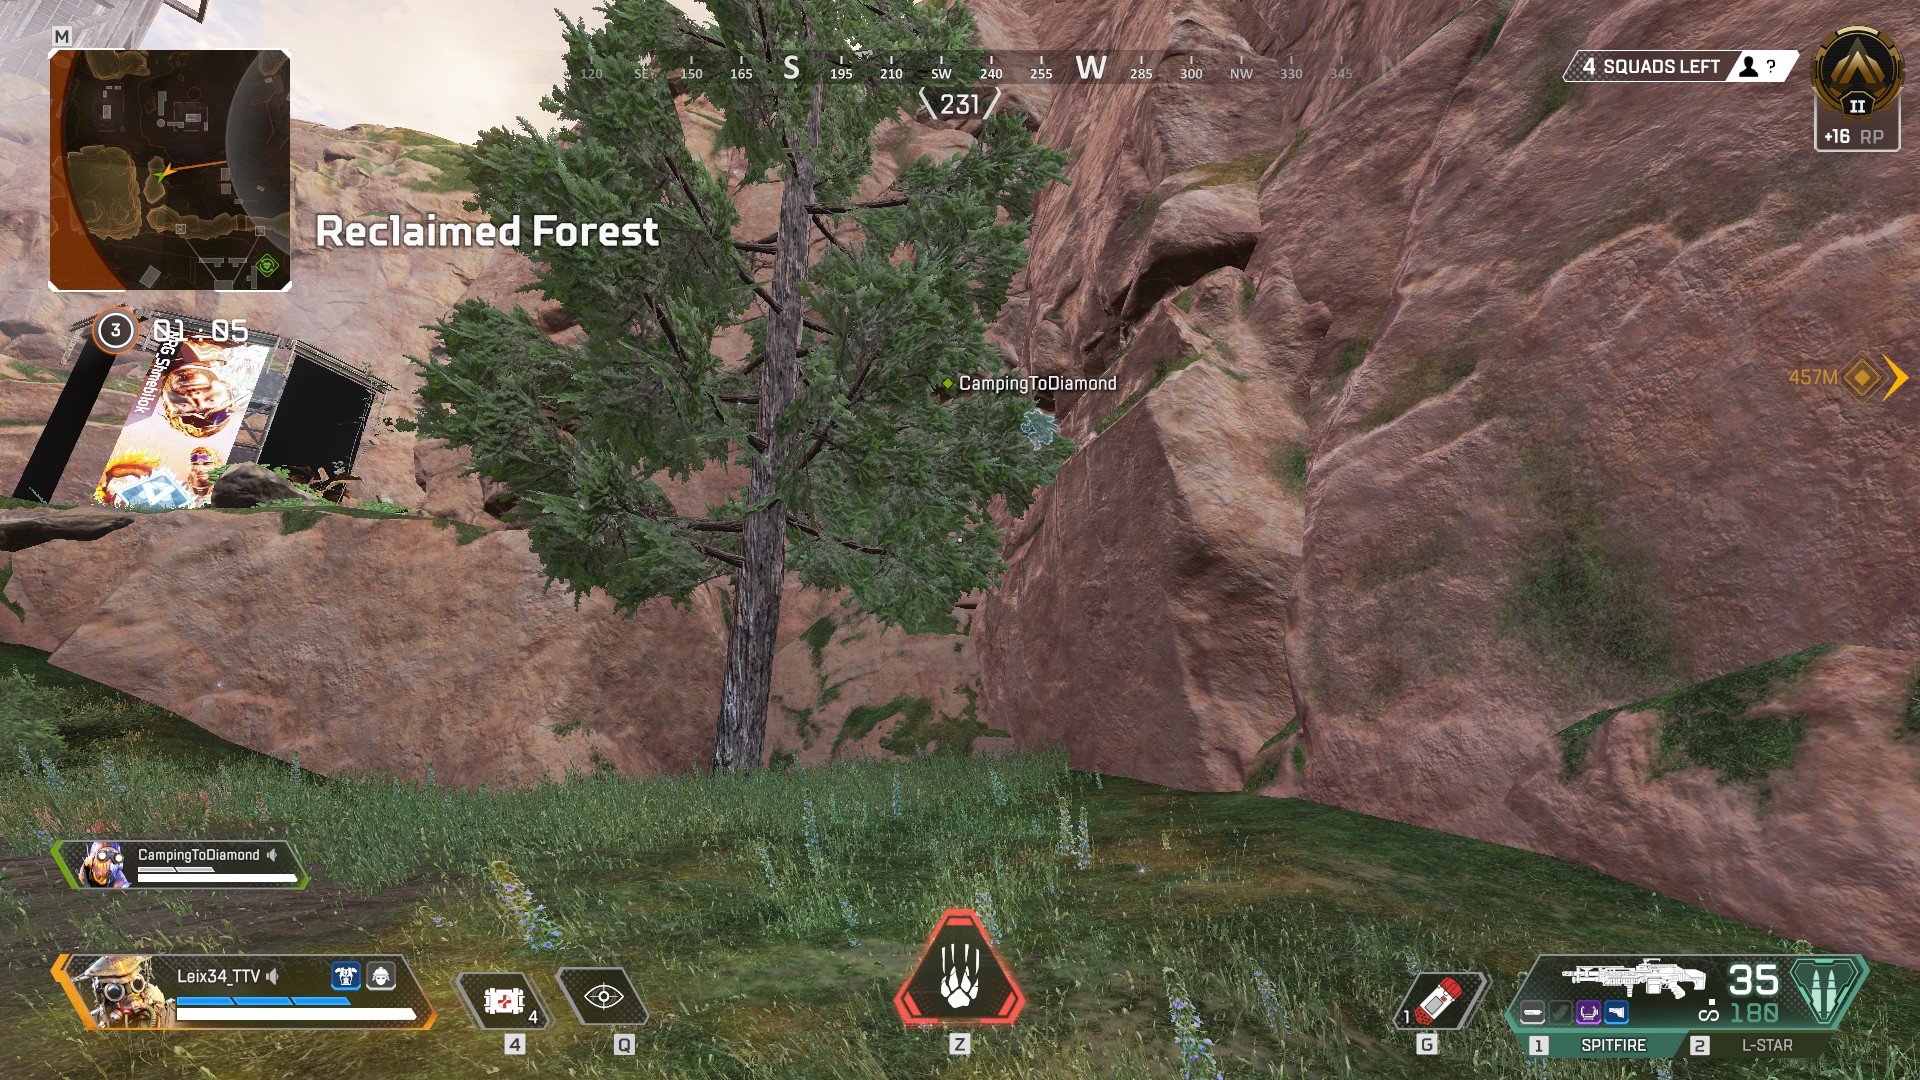 M
120 SE 150 165 S 195 210 SW 240 255 W 285 300 NW 330 345 N
231
4 SQUADS LEFT ?
II
+16 RP
Reclaimed Forest
3 01:05
CampingToDiamond
457M
CampingToDiamond
Leix34_TTV
4
4
Q
Z
1
G
35
180
1 SPITFIRE
2 L-STAR